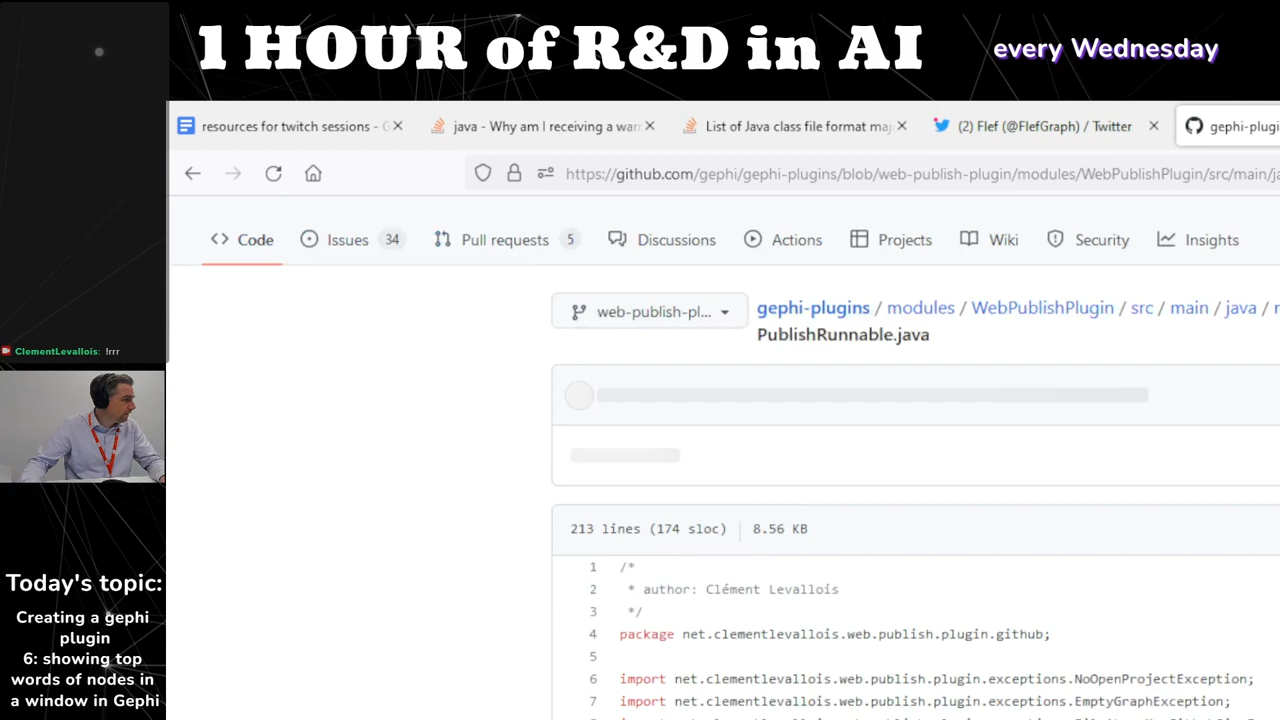 1 HOUR of R&D in AI
every Wednesday
resources for twitch sessions - G
java - Why am I receiving a war
List of Java class file format maj
(2) Flef (@FlefGraph) / Twitter
gephi-plugi
https://github.com/gephi/gephi-plugins/blob/web-publish-plugin/modules/WebPublishPlugin/src/main/ja
Code
Issues 34
Pull requests 5
Discussions
Actions
Projects
Wiki
Security
Insights
web-publish-pl...
gephi-plugins / modules / WebPublishPlugin / src / main / java /
PublishRunnable.java
ClementLevallois: !rrr
213 lines (174 sloc) 8.56 KB
1 /*
2 * author: Clément Levallois
3 */
4 package net.clementlevallois.web.publish.plugin.github;
5
6 import net.clementlevallois.web.publish.plugin.exceptions.NoOpenProjectException;
7 import net.clementlevallois.web.publish.plugin.exceptions.EmptyGraphException;
Today's topic:
Creating a gephi
plugin
6: showing top
words of nodes in
a window in Gephi